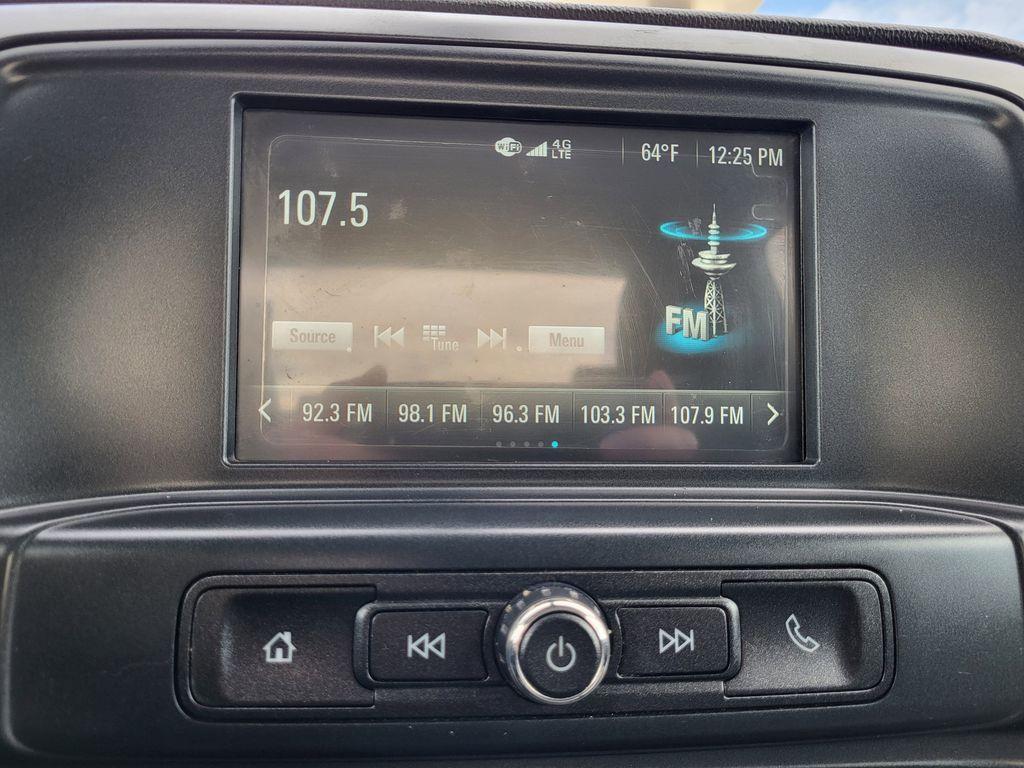 WiFi 4G LTE 64°F 12:25 PM
107.5
FM
Source Tune Menu
92.3 FM 98.1 FM 96.3 FM 103.3 FM 107.9 FM